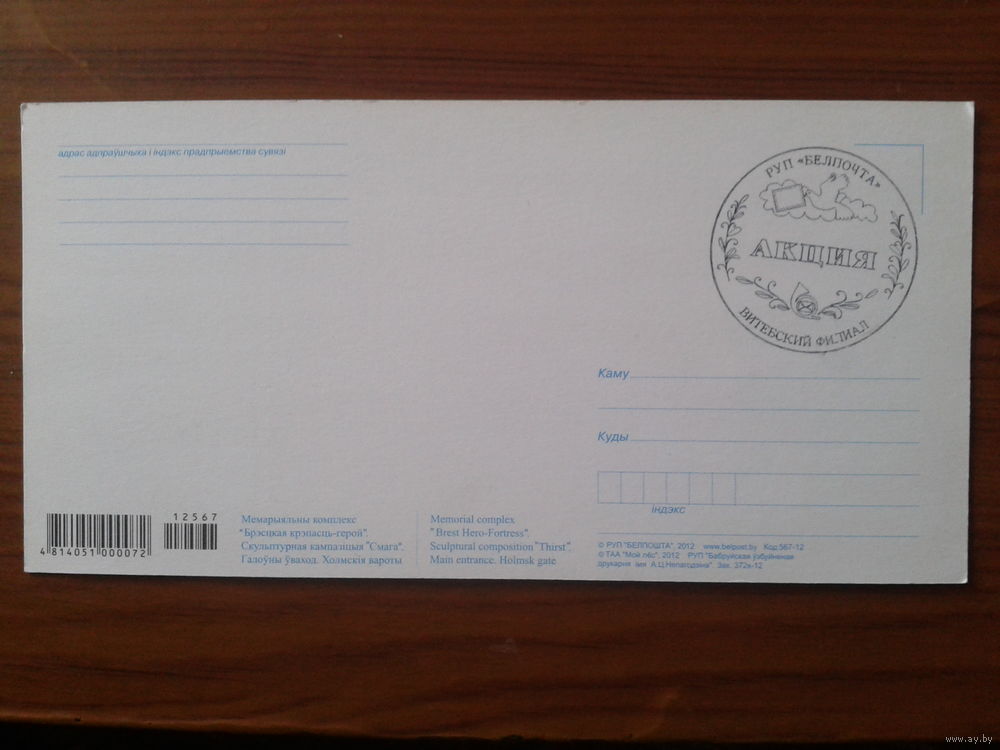 адрас адпраўшчыка і індэкс прадпрыемства сувязі
РУП «БЕЛПОЧТА»
АКЦИЯ
ВИТЕБСКИЙ ФИЛИАЛ
Каму
Куды
індэкс
4 814051 000072
12567
Мемарыяльны комплекс
"Брэсцкая крэпасць-герой".
Скульптурная кампазіцыя "Смага".
Галоўны ўваход. Холмскія вароты
Memorial complex
"Brest Hero-Fortress".
Sculptural composition "Thirst".
Main entrance. Holmsk gate
© РУП "БЕЛПОШТА", 2012 www.belpost.by Код 567-12
© ТАА "Мой лёс", 2012 РУП "Бабруйская ўзбуйненая
друкарня імя А.Ц.Непагодзіна". Зак. 372к-12
www.ay.by